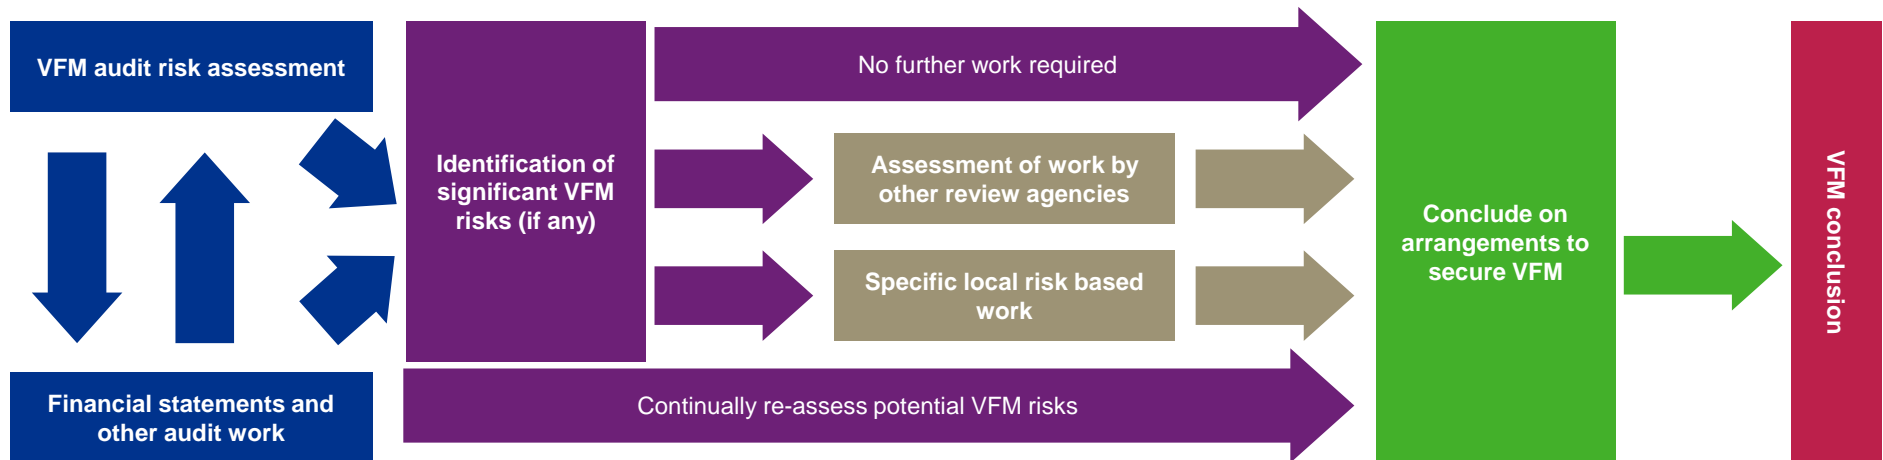 VFM audit risk assessment
Financial statements and
other audit work
Identification of
significant VFM
risks (if any)
No further work required
Assessment of work by
other review agencies
Specific local risk based
work
Continually re-assess potential VFM risks
Conclude on
arrangements to
secure VFM
VFM conclusion